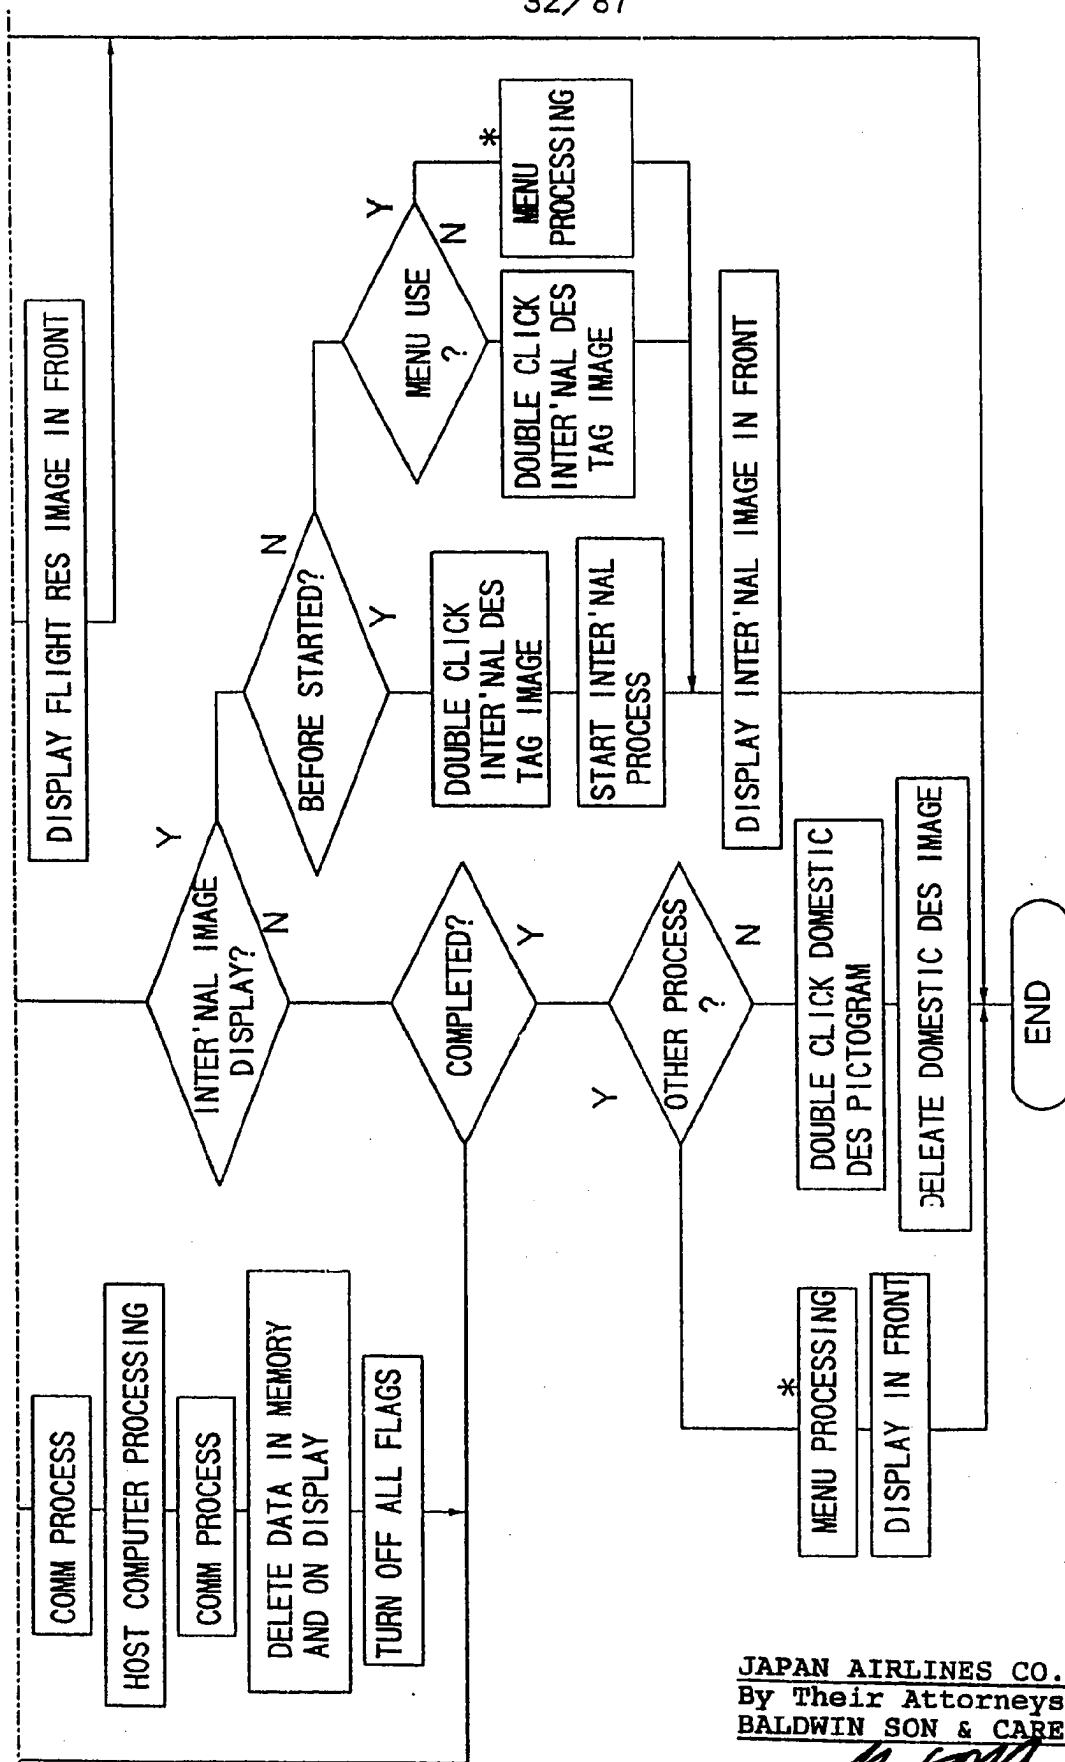 32/87
DISPLAY FLIGHT RES IMAGE IN FRONT
COMM PROCESS
HOST COMPUTER PROCESSING
COMM PROCESS
DELETE DATA IN MEMORY
AND ON DISPLAY
TURN OFF ALL FLAGS
INTER'NAL IMAGE
DISPLAY?
Y
N
BEFORE STARTED?
N
Y
MENU USE
?
Y
N
*
MENU
PROCESSING
DOUBLE CLICK
INTER'NAL DES
TAG IMAGE
DOUBLE CLICK
INTER'NAL DES
TAG IMAGE
START INTER'NAL
PROCESS
DISPLAY INTER'NAL IMAGE IN FRONT
COMPLETED?
Y
OTHER PROCESS
?
Y
N
*
MENU PROCESSING
DISPLAY IN FRONT
DOUBLE CLICK DOMESTIC
DES PICTOGRAM
DELEATE DOMESTIC DES IMAGE
END
JAPAN AIRLINES CO.
By Their Attorneys
BALDWIN SON & CARE